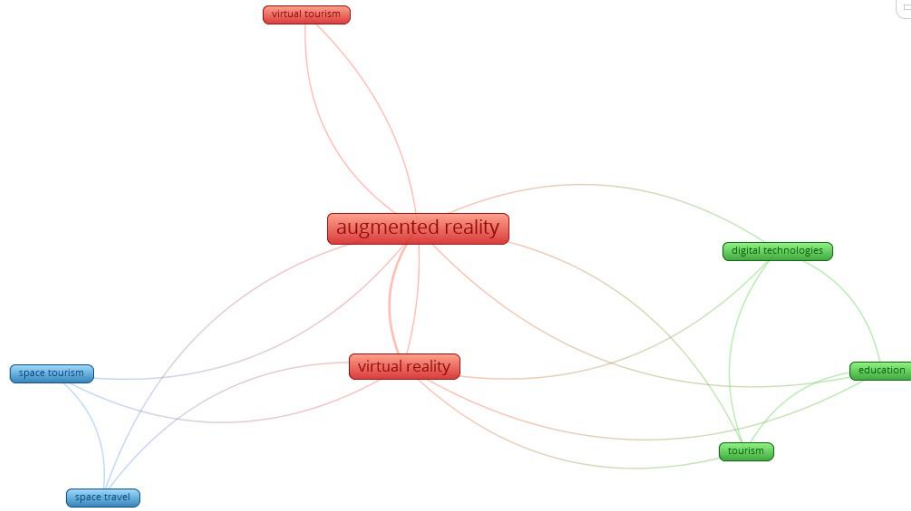 virtual tourism
augmented reality
digital technologies
virtual reality
space tourism
education
tourism
space travel